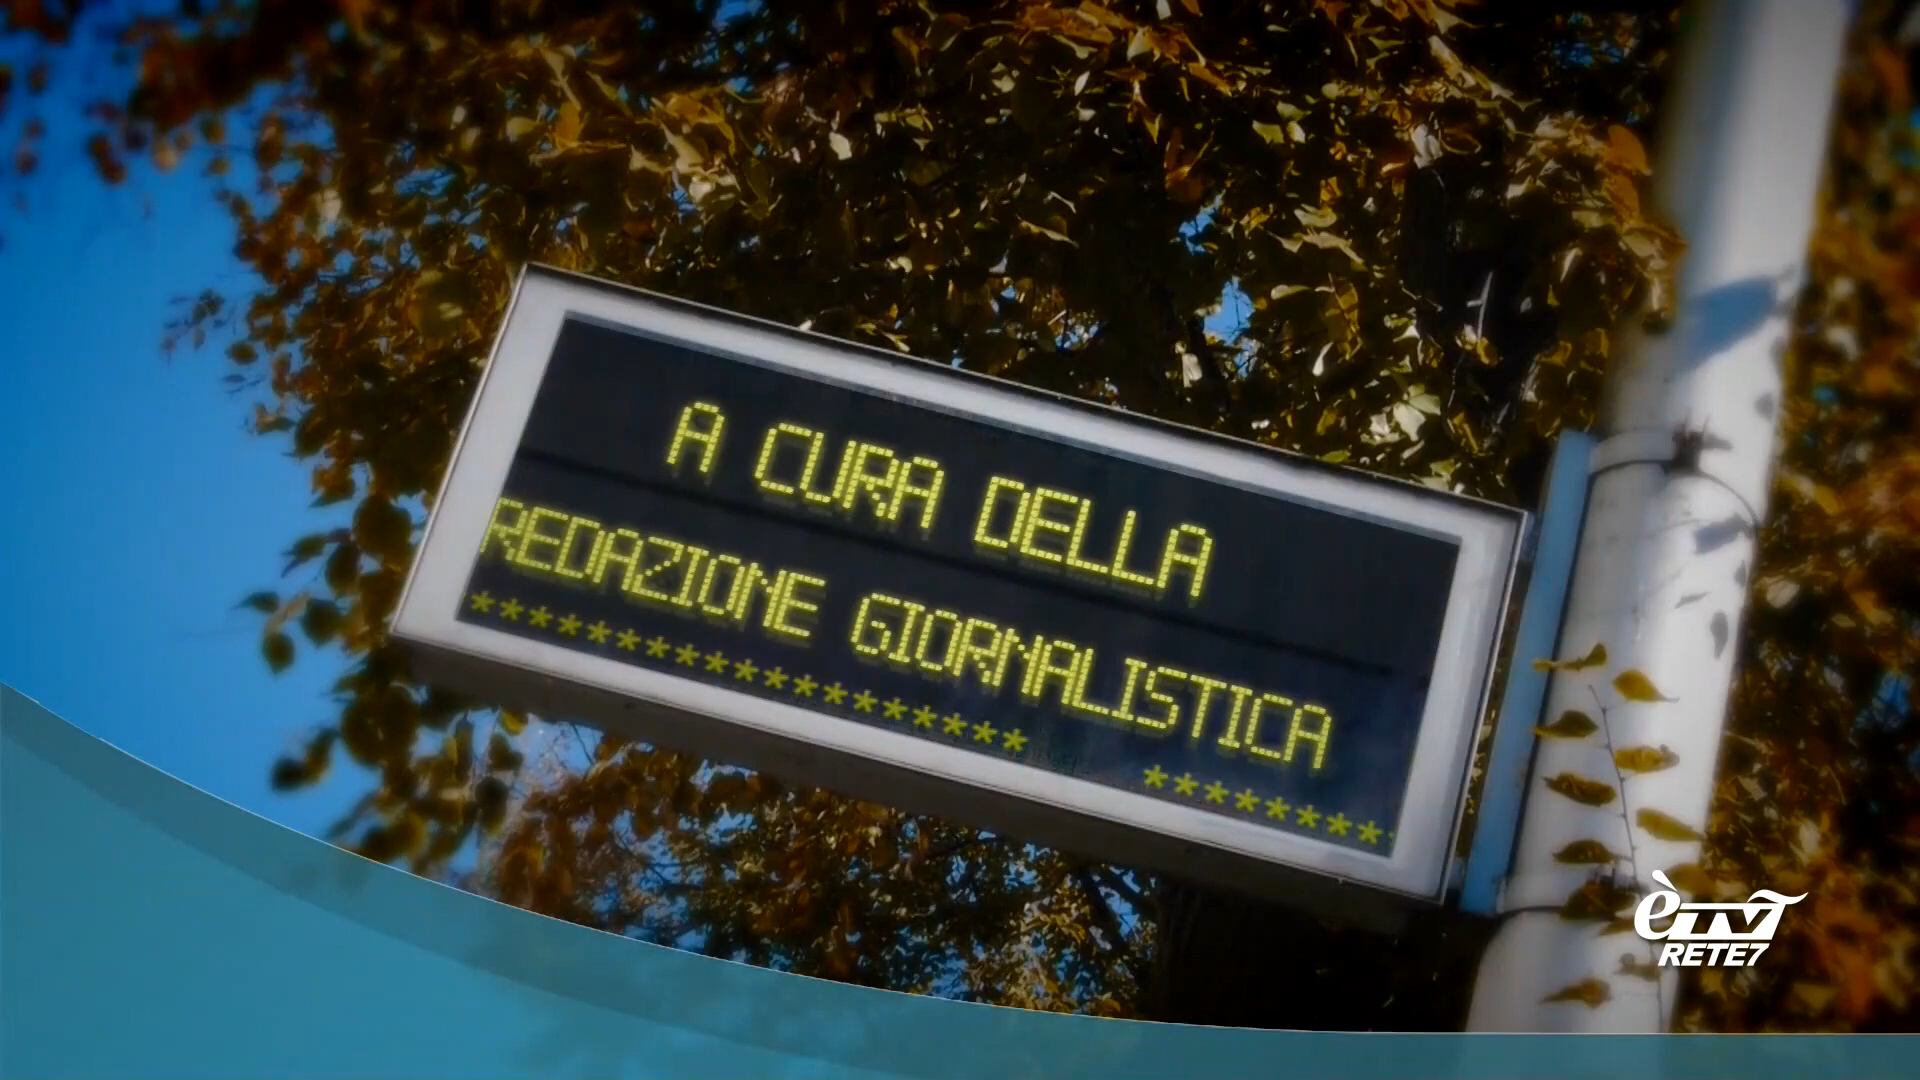 A CURA DELLA
REDAZIONE GIORNALISTICA
***************** ********
èTV
RETE7